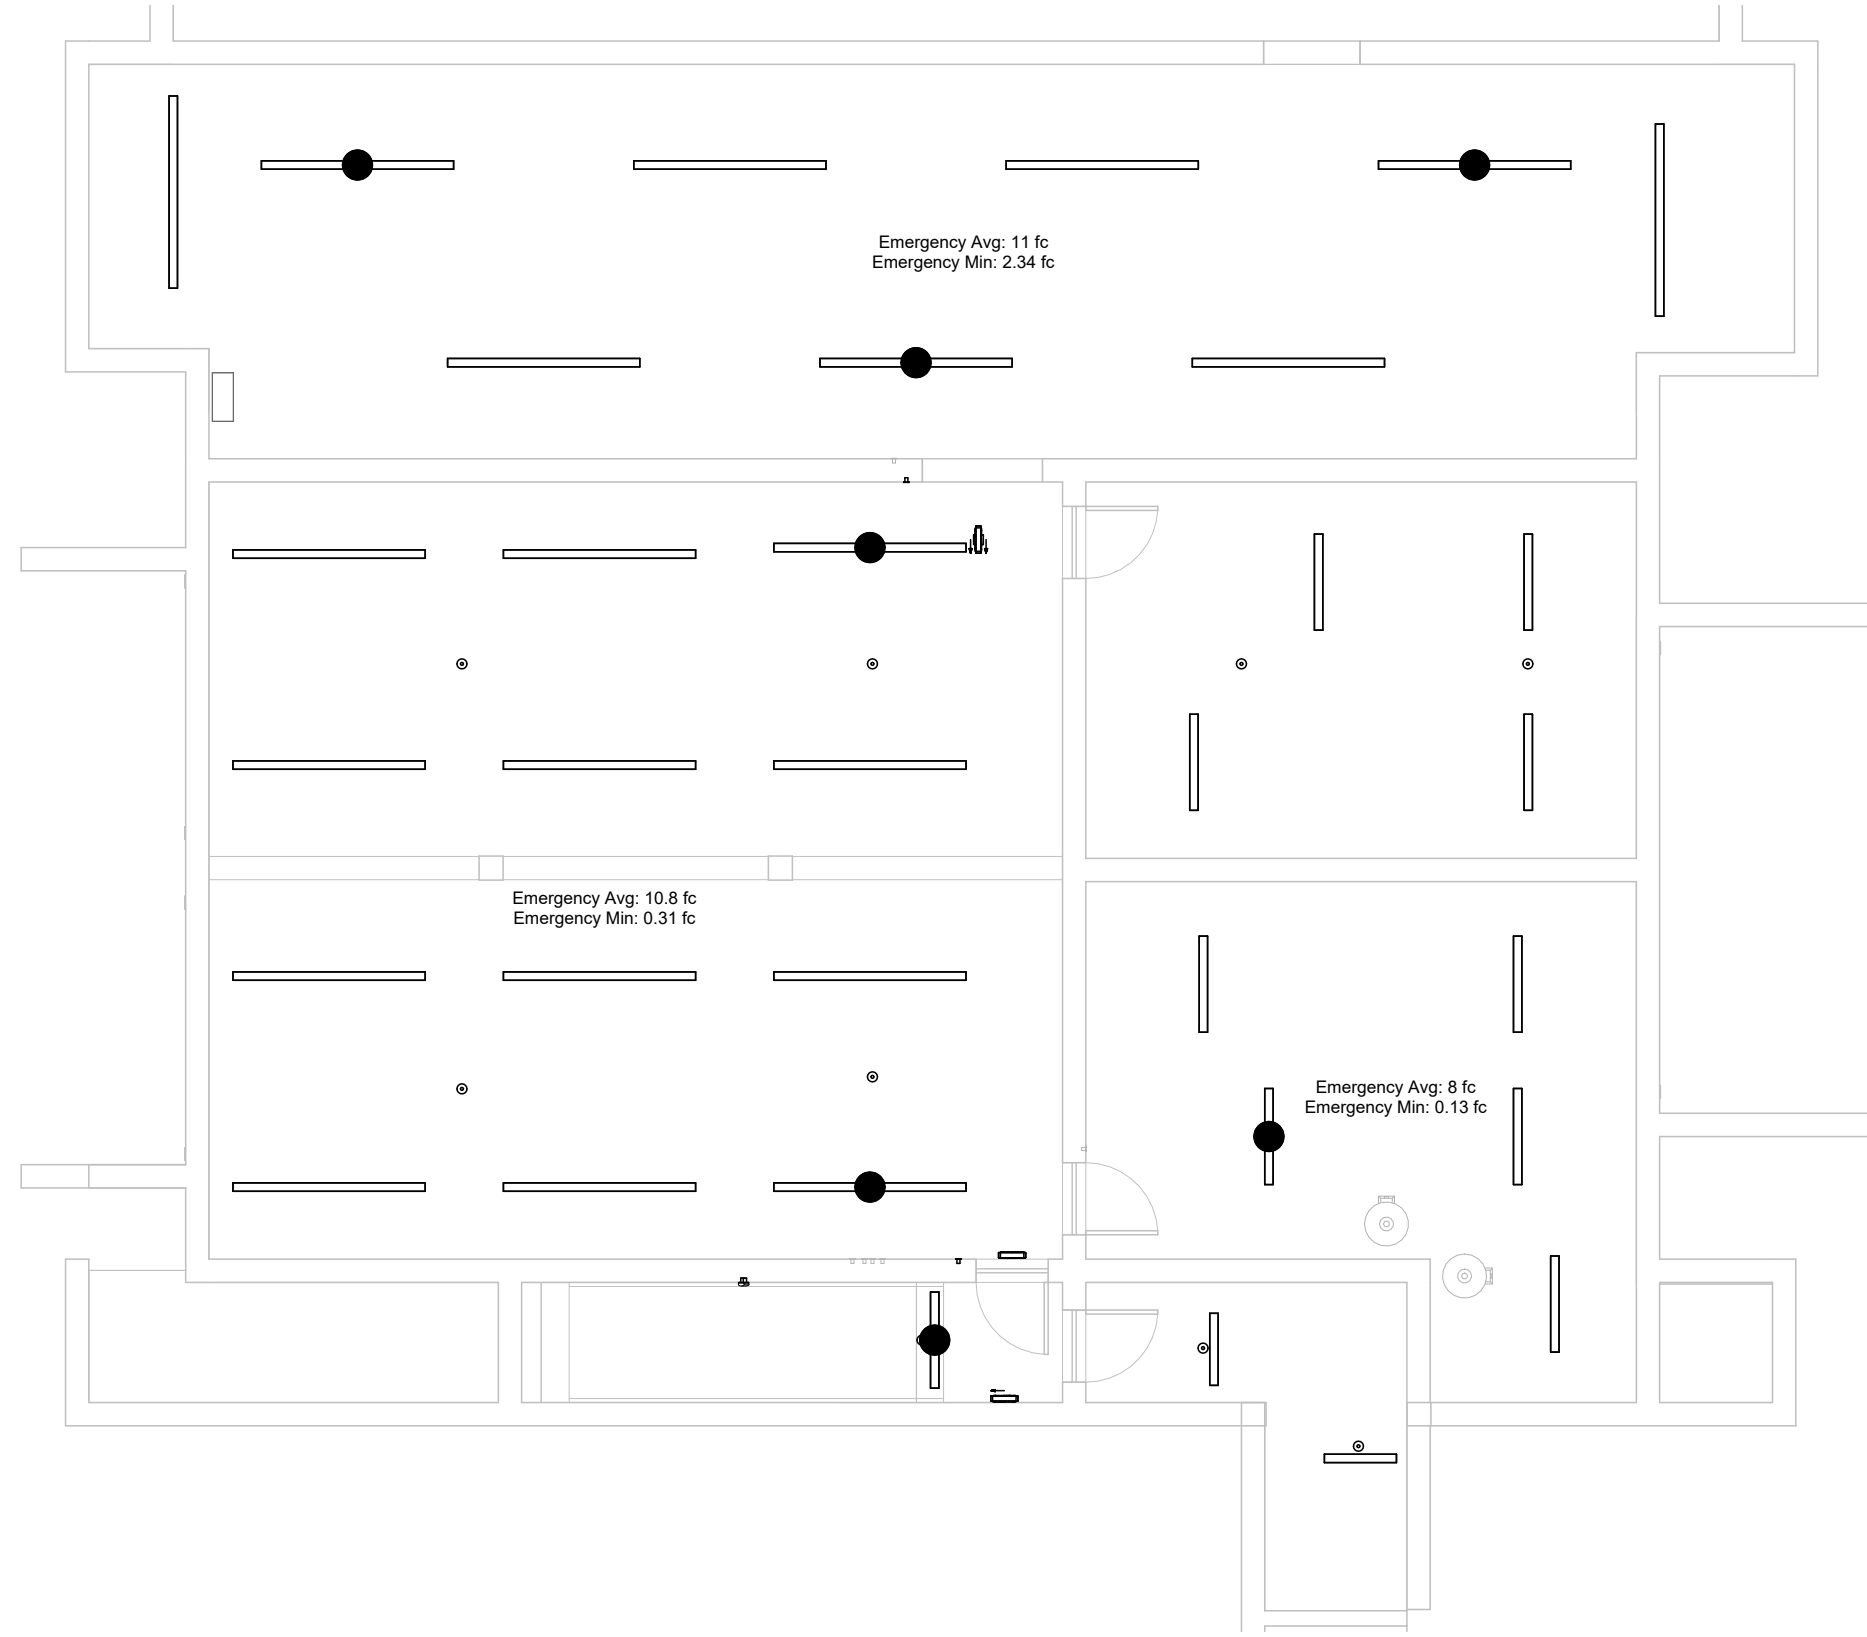 Emergency Avg: 11 fc
Emergency Min: 2.34 fc
Emergency Avg: 10.8 fc
Emergency Min: 0.31 fc
Emergency Avg: 8 fc
Emergency Min: 0.13 fc